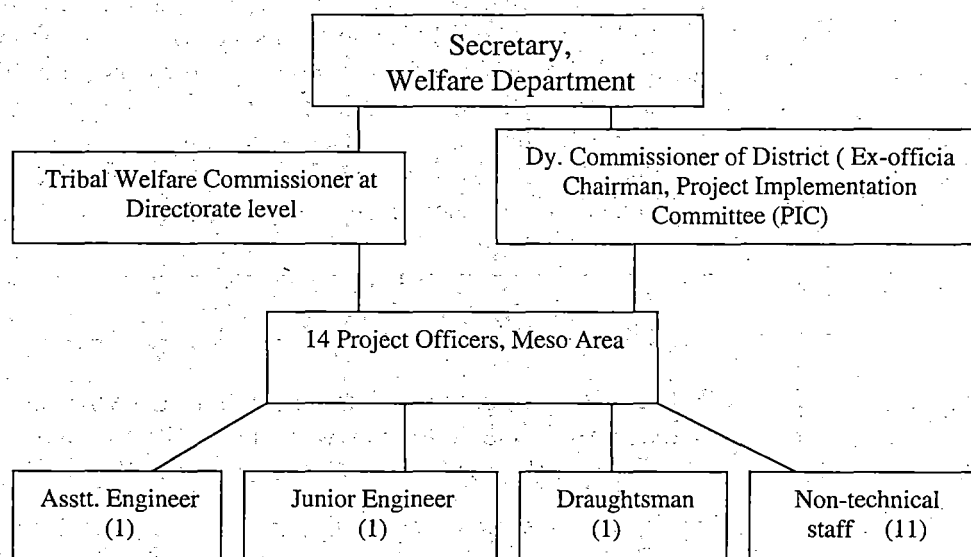 Secretary,
Welfare Department
Tribal Welfare Commissioner at
Directorate level
Dy. Commissioner of District ( Ex-officia
Chairman, Project Implementation
Committee (PIC)
14 Project Officers, Meso Area
Asstt. Engineer
(1)
Junior Engineer
(1)
Draughtsman
(1)
Non-technical
staff (11)